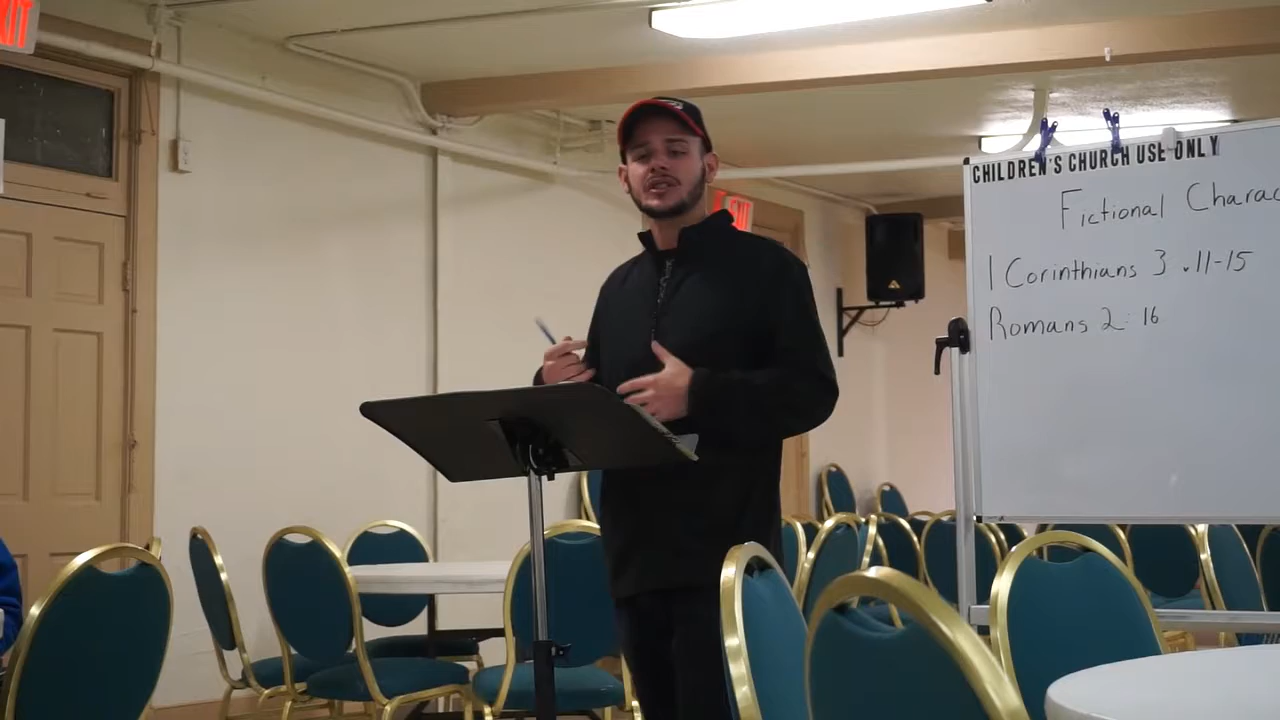 EXIT
EXIT
CHILDREN'S CHURCH USE ONLY
Fictional Charac
1 Corinthians 3 .11-15
Romans 2:16